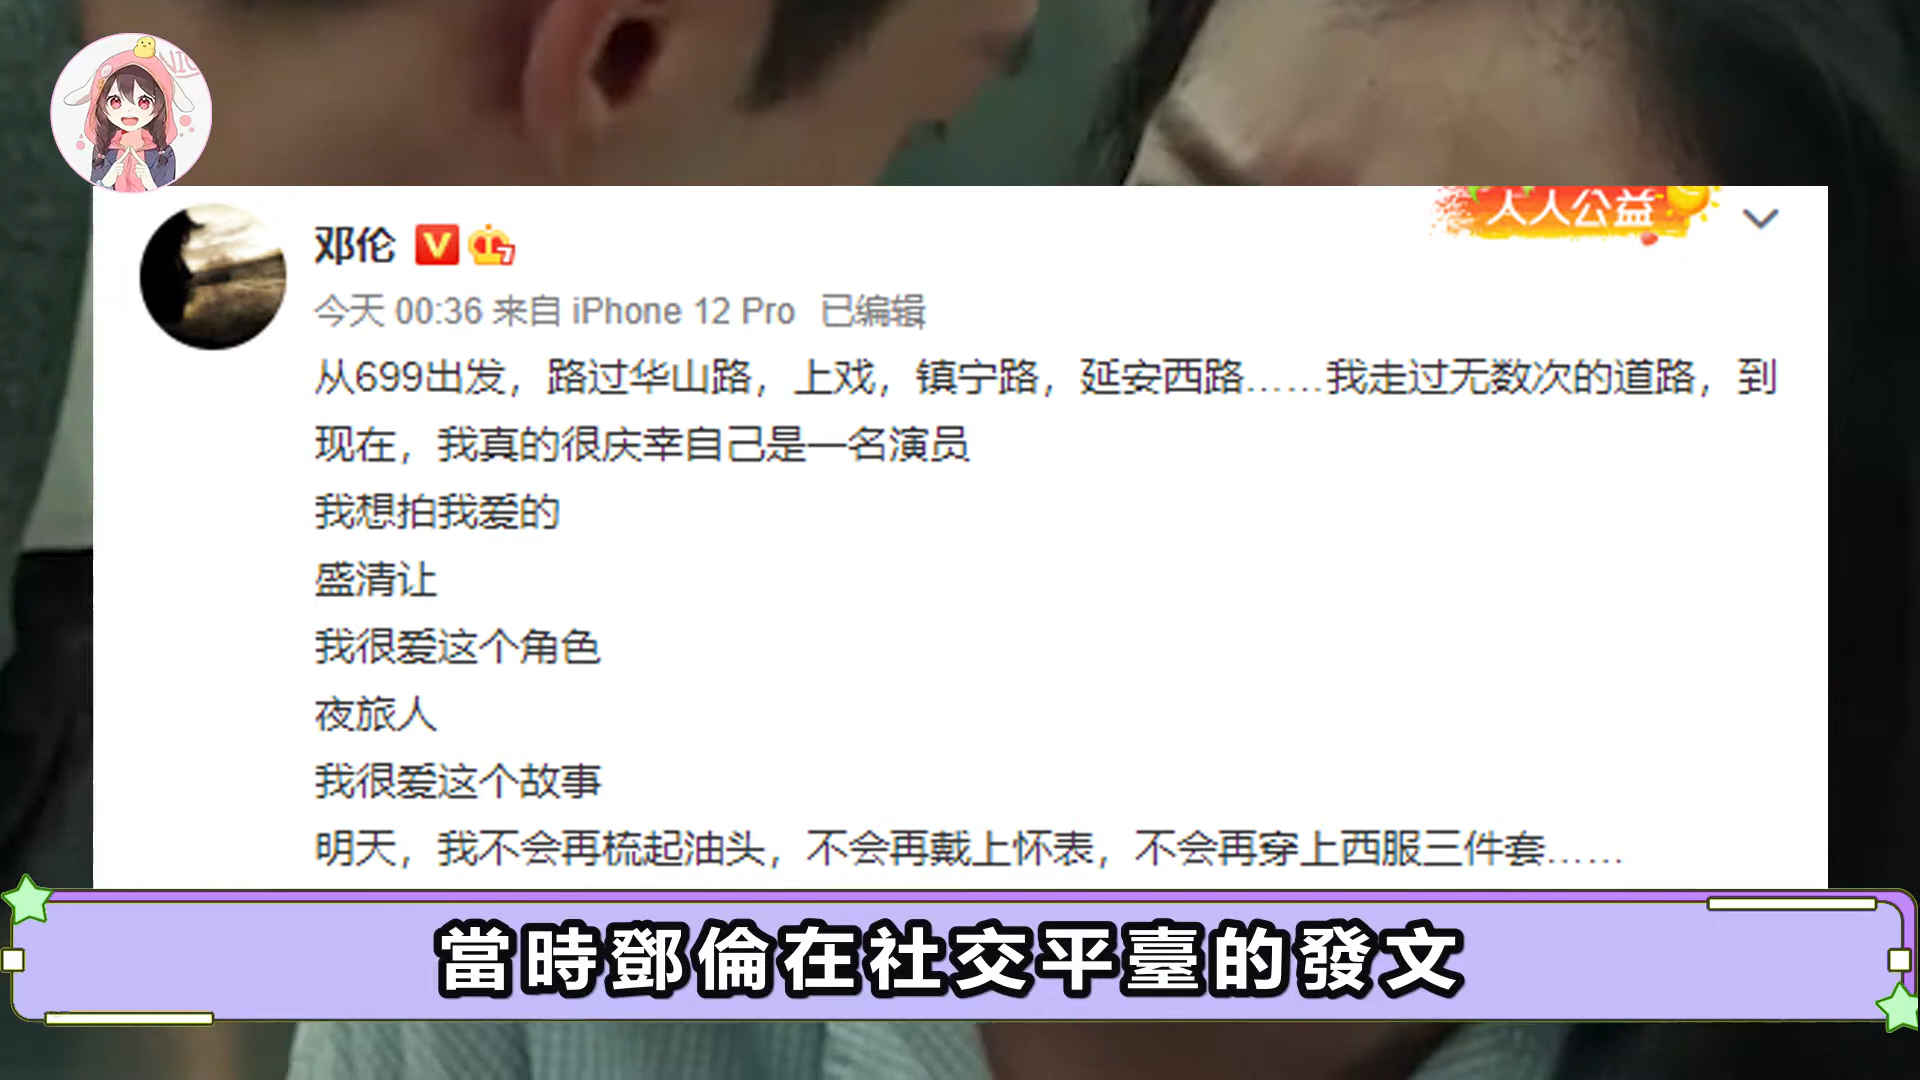 人人公益
邓伦
今天 00:36 来自 iPhone 12 Pro 已编辑
从699出发，路过华山路，上戏，镇宁路，延安西路……我走过无数次的道路，到
现在，我真的很庆幸自己是一名演员
我想拍我爱的
盛清让
我很爱这个角色
夜旅人
我很爱这个故事
明天，我不会再梳起油头，不会再戴上怀表，不会再穿上西服三件套……
當時鄧倫在社交平臺的發文